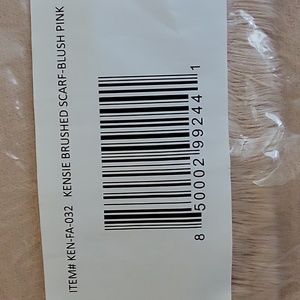 ITEM# KEN-FA-032 KENSIE BRUSHED SCARF-BLUSH PINK
8 50002 99244 1